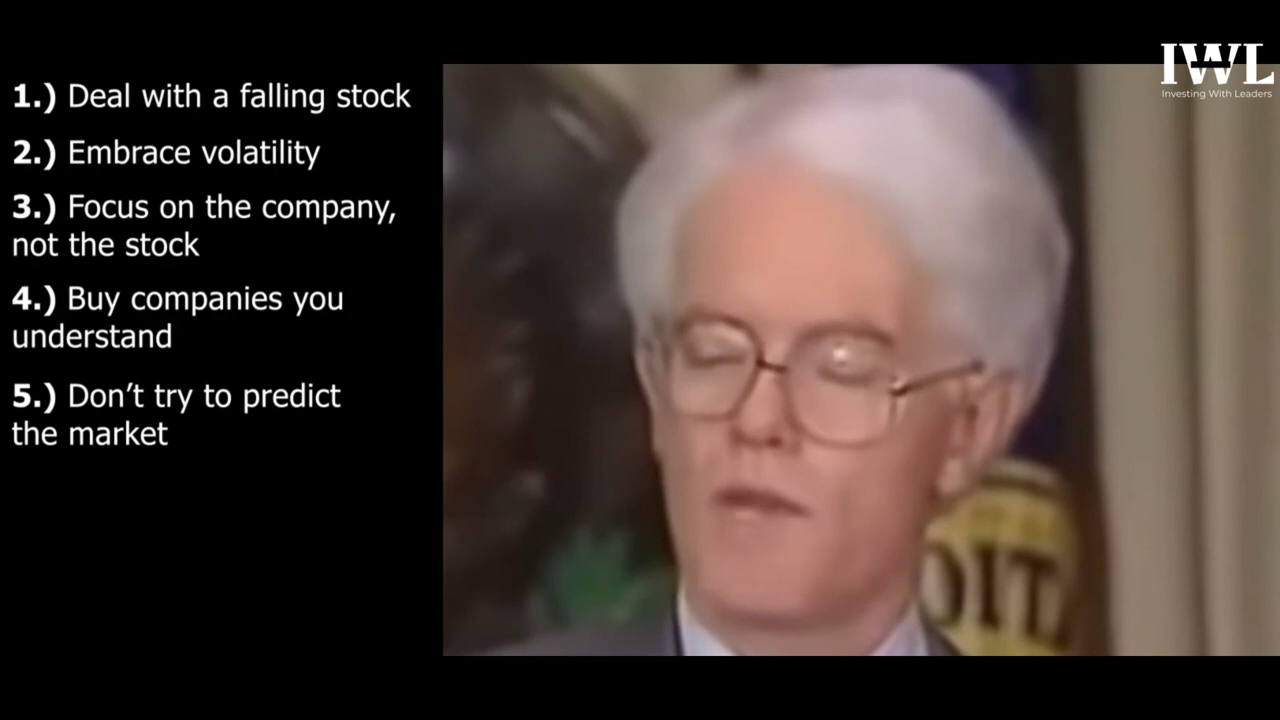 IWL
Investing With Leaders
1.) Deal with a falling stock
2.) Embrace volatility
3.) Focus on the company,
not the stock
4.) Buy companies you
understand
5.) Don’t try to predict
the market
OIT